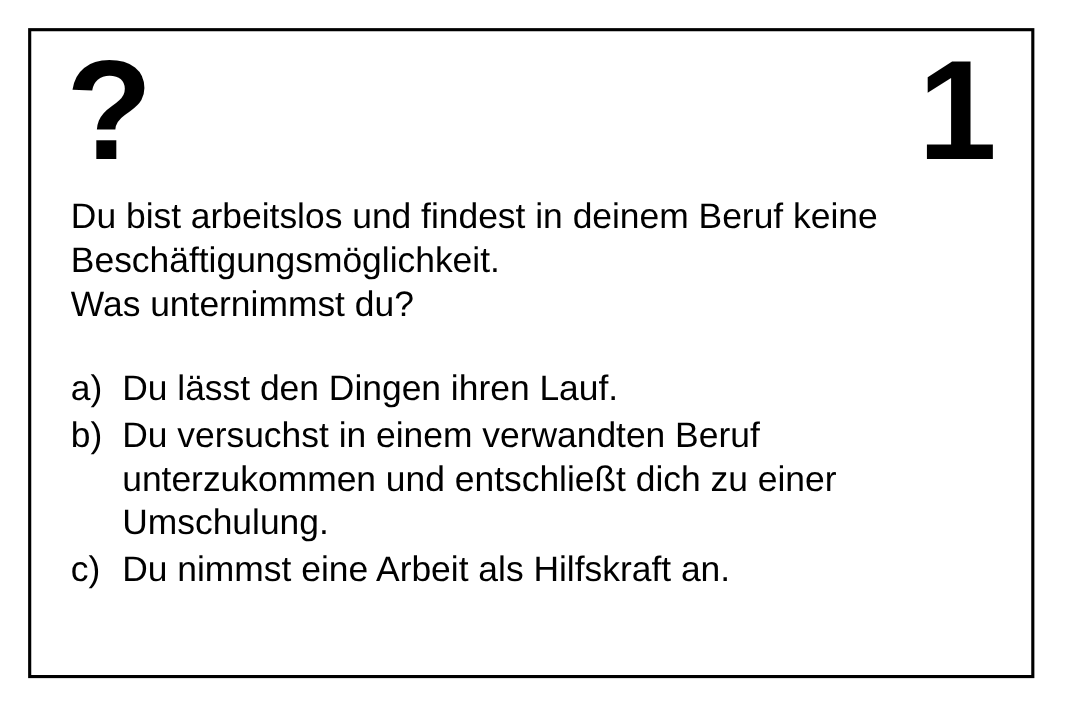 ? 1
Du bist arbeitslos und findest in deinem Beruf keine
Beschäftigungsmöglichkeit.
Was unternimmst du?
a) Du lässt den Dingen ihren Lauf.
b) Du versuchst in einem verwandten Beruf
unterzukommen und entschließt dich zu einer
Umschulung.
c) Du nimmst eine Arbeit als Hilfskraft an.